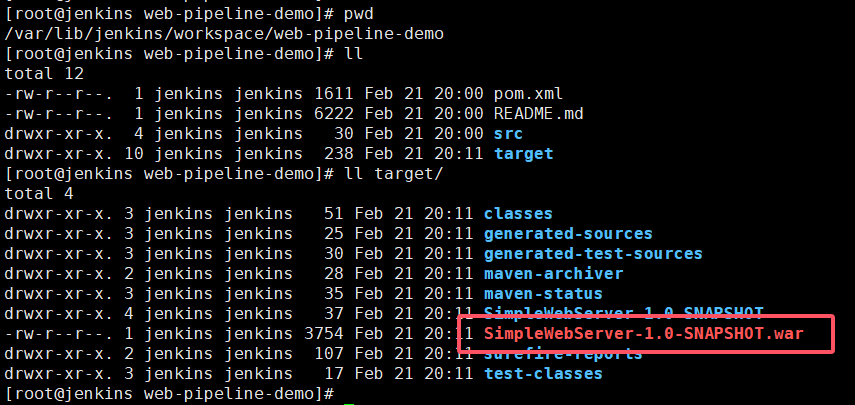 [root@jenkins web-pipeline-demo]# pwd
/var/lib/jenkins/workspace/web-pipeline-demo
[root@jenkins web-pipeline-demo]# ll
total 12
-rw-r--r--.  1 jenkins jenkins 1611 Feb 21 20:00 pom.xml
-rw-r--r--.  1 jenkins jenkins 6222 Feb 21 20:00 README.md
drwxr-xr-x.  4 jenkins jenkins   30 Feb 21 20:00 src
drwxr-xr-x. 10 jenkins jenkins  238 Feb 21 20:11 target
[root@jenkins web-pipeline-demo]# ll target/
total 4
drwxr-xr-x. 3 jenkins jenkins   51 Feb 21 20:11 classes
drwxr-xr-x. 3 jenkins jenkins   25 Feb 21 20:11 generated-sources
drwxr-xr-x. 3 jenkins jenkins   30 Feb 21 20:11 generated-test-sources
drwxr-xr-x. 2 jenkins jenkins   28 Feb 21 20:11 maven-archiver
drwxr-xr-x. 3 jenkins jenkins   35 Feb 21 20:11 maven-status
drwxr-xr-x. 4 jenkins jenkins   37 Feb 21 20:11 SimpleWebServer-1.0-SNAPSHOT
-rw-r--r--. 1 jenkins jenkins 3754 Feb 21 20:11 SimpleWebServer-1.0-SNAPSHOT.war
drwxr-xr-x. 2 jenkins jenkins  107 Feb 21 20:11 surefire-reports
drwxr-xr-x. 3 jenkins jenkins   17 Feb 21 20:11 test-classes
[root@jenkins web-pipeline-demo]#